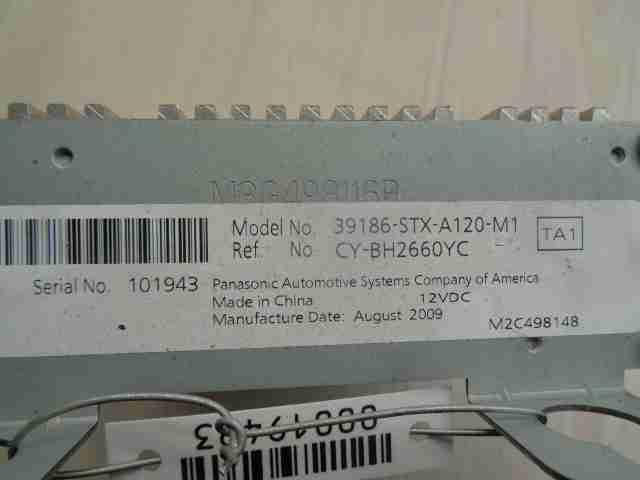 Model No. 39186-STX-A120-M1 TA1
Ref. No CY-BH2660YC
Serial No. 101943 Panasonic Automotive Systems Company of America
Made in China 12VDC
Manufacture Date: August 2009 M2C498148